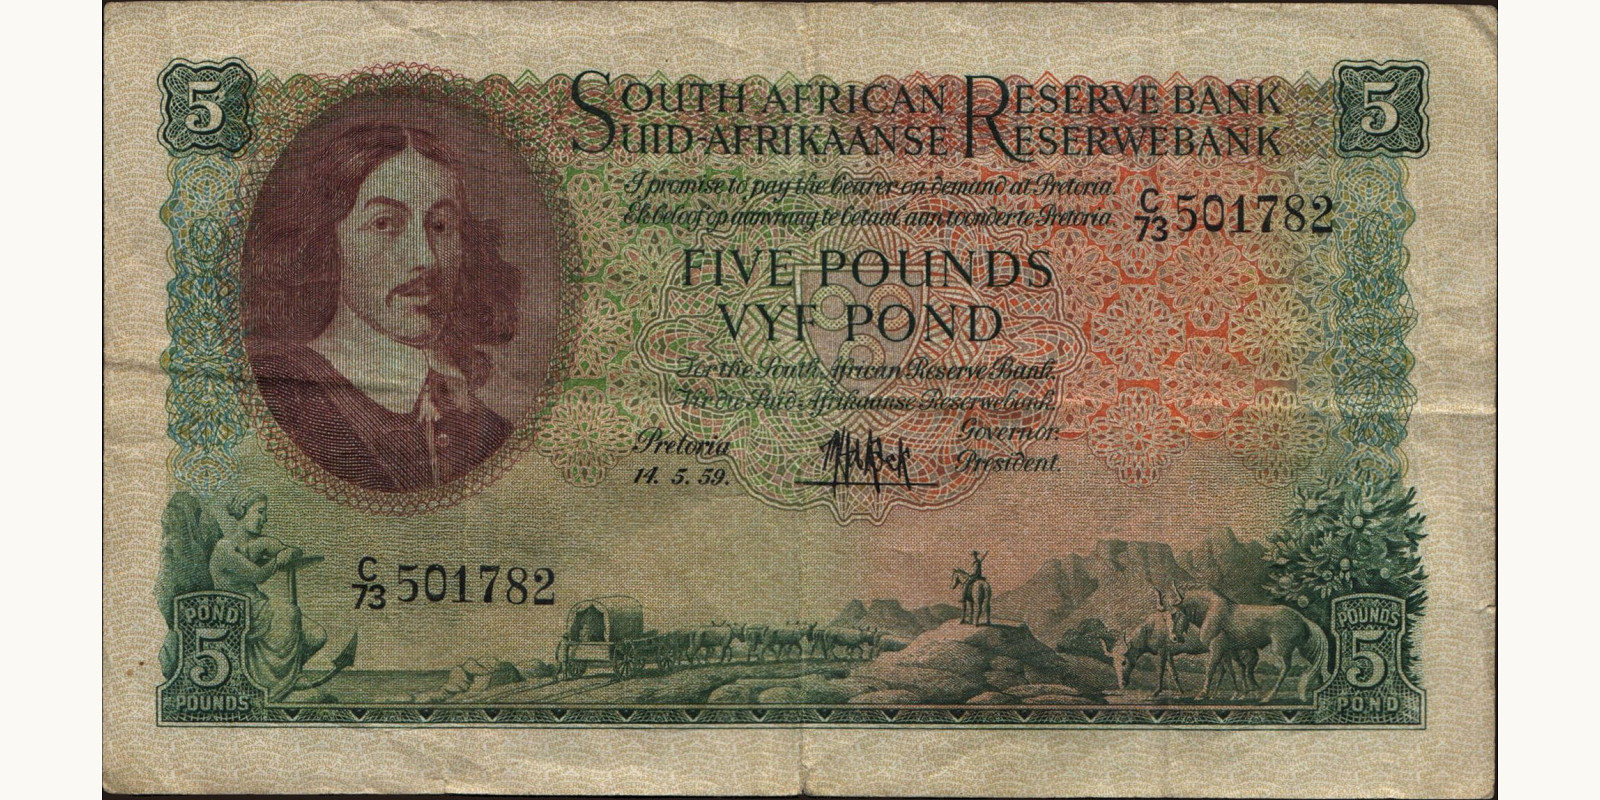 5
5
SOUTH AFRICAN RESERVE BANK
SUID-AFRIKAANSE RESERWEBANK
I promise to pay the bearer on demand at Pretoria.
Ek beloof op aanvraag te betaal aan toonder te Pretoria
C/73 501782
FIVE POUNDS
VYF POND
For the South African Reserve Bank.
Vir die Suid-Afrikaanse Reserwebank.
Pretoria
14. 5. 59.
Governor.
President.
C/73 501782
POND
5
POUNDS
POUNDS
5
POND